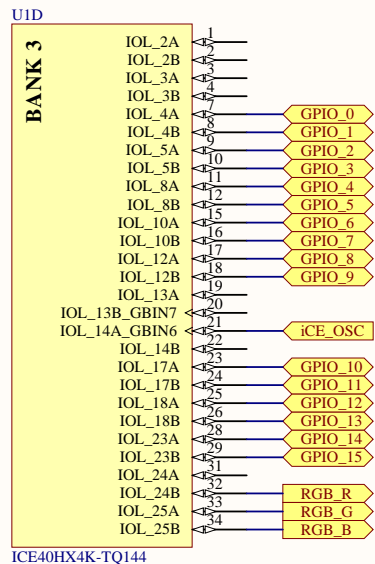 U1D
BANK 3
IOL_2A 1
IOL_2B 2
IOL_3A 3
IOL_3B 4
IOL_4A 7 GPIO_0
IOL_4B 8 GPIO_1
IOL_5A 9 GPIO_2
IOL_5B 10 GPIO_3
IOL_8A 11 GPIO_4
IOL_8B 12 GPIO_5
IOL_10A 15 GPIO_6
IOL_10B 16 GPIO_7
IOL_12A 17 GPIO_8
IOL_12B 18 GPIO_9
IOL_13A 19
IOL_13B_GBIN7 20
IOL_14A_GBIN6 21 iCE_OSC
IOL_14B 22
IOL_17A 23 GPIO_10
IOL_17B 24 GPIO_11
IOL_18A 25 GPIO_12
IOL_18B 26 GPIO_13
IOL_23A 28 GPIO_14
IOL_23B 29 GPIO_15
IOL_24A 31
IOL_24B 32 RGB_R
IOL_25A 33 RGB_G
IOL_25B 34 RGB_B
ICE40HX4K-TQ144